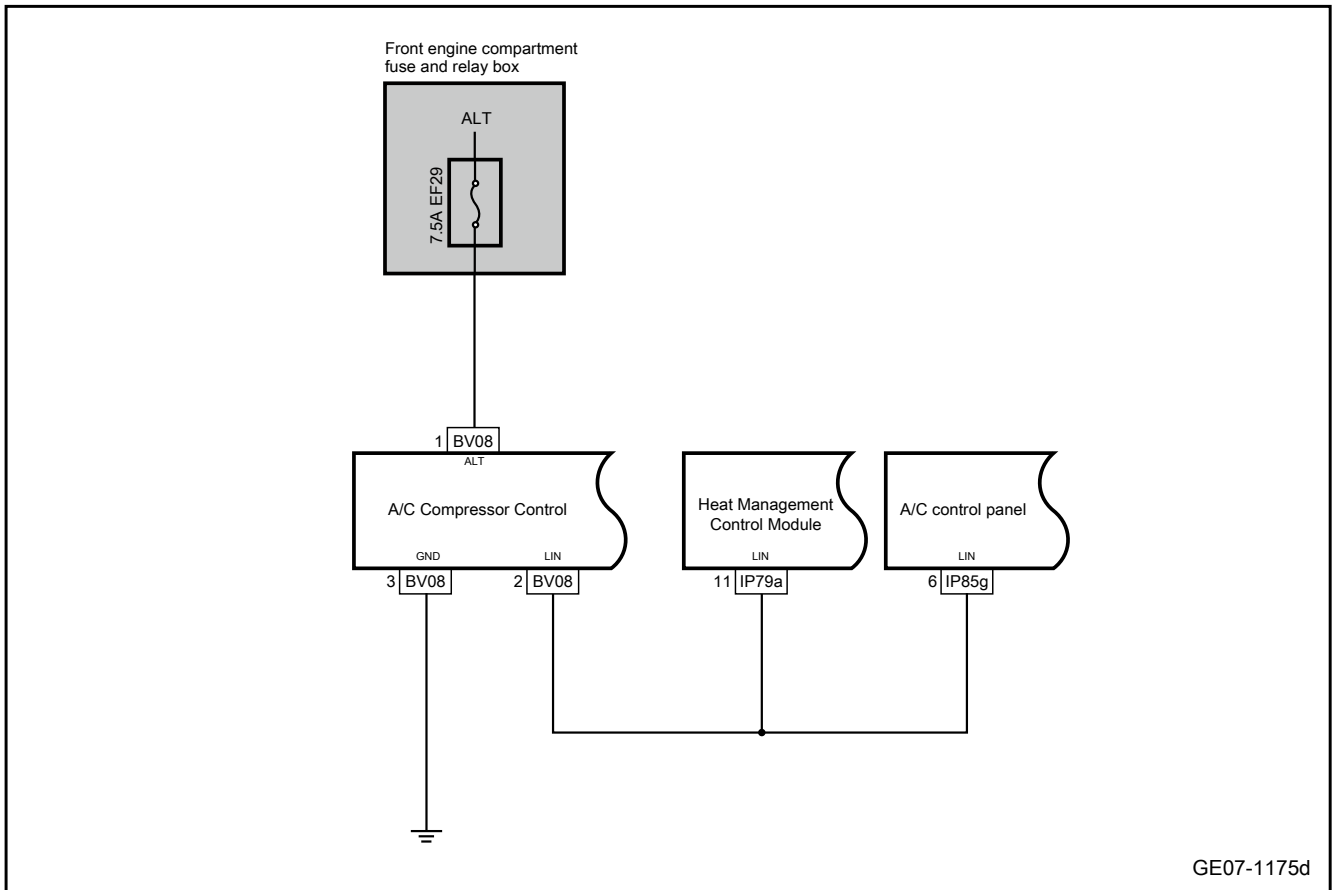 Front engine compartment
fuse and relay box
ALT
7.5A EF29
1 BV08
ALT
A/C Compressor Control
Heat Management
Control Module
A/C control panel
GND
LIN
LIN
LIN
3 BV08
2 BV08
11 IP79a
6 IP85g
GE07-1175d